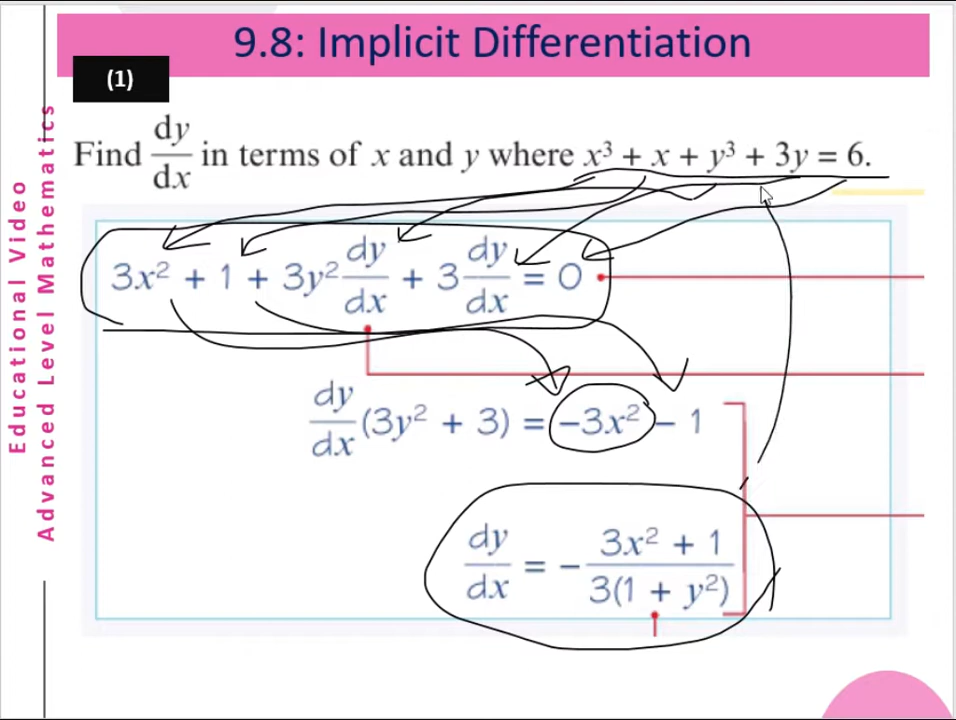 9.8: Implicit Differentiation
(1)
Educational Video
Advanced Level Mathematics
Find dy/dx in terms of x and y where x³ + x + y³ + 3y = 6.
3x² + 1 + 3y² dy/dx + 3 dy/dx = 0
dy/dx (3y² + 3) = −3x² − 1
dy/dx = − (3x² + 1)/(3(1 + y²))